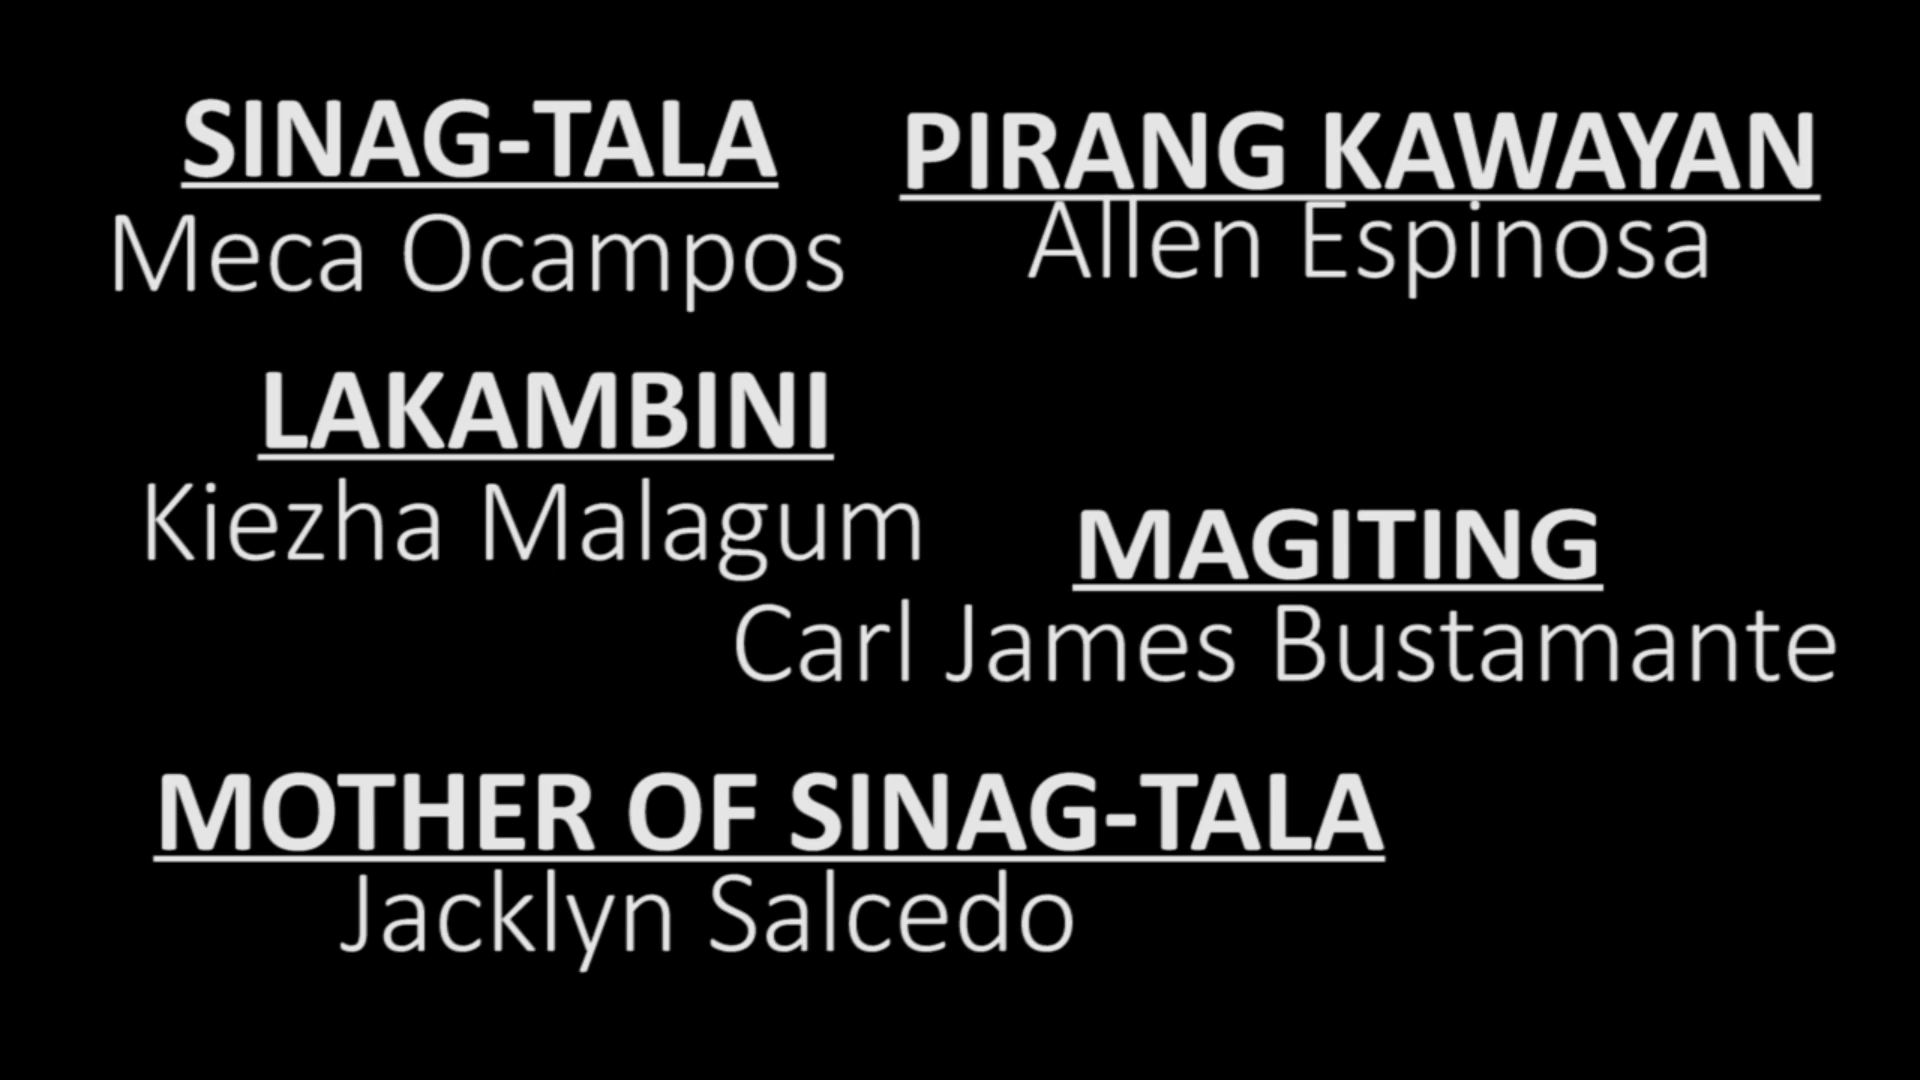 SINAG-TALA
Meca Ocampos
PIRANG KAWAYAN
Allen Espinosa
LAKAMBINI
Kiezha Malagum
MAGITING
Carl James Bustamante
MOTHER OF SINAG-TALA
Jacklyn Salcedo